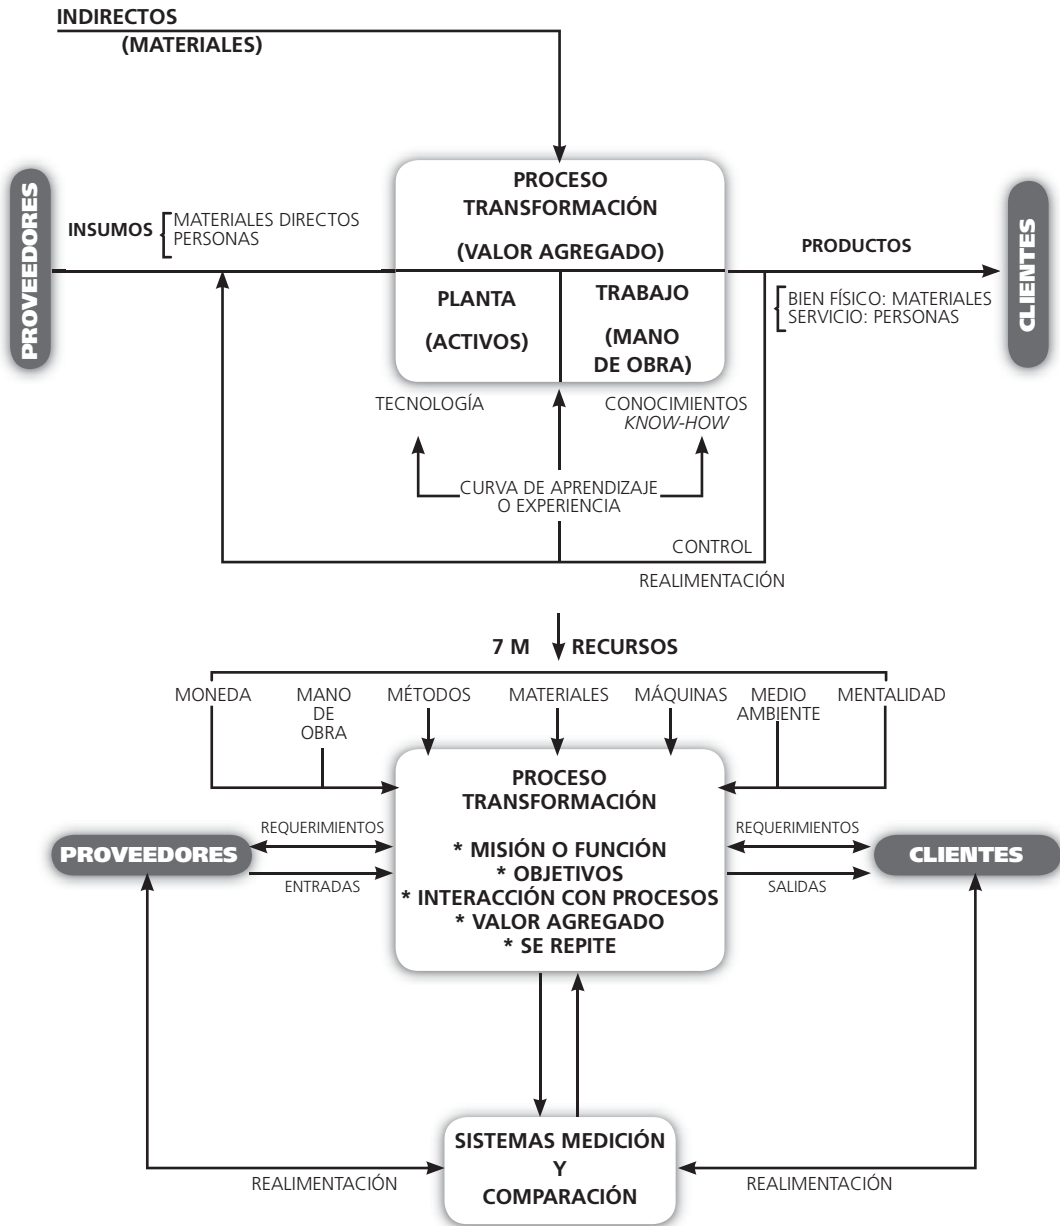 INDIRECTOS
(MATERIALES)
PROVEEDORES
INSUMOS
MATERIALES DIRECTOS
PERSONAS
PROCESO
TRANSFORMACIÓN
(VALOR AGREGADO)
PLANTA
(ACTIVOS)
TRABAJO
(MANO
DE OBRA)
PRODUCTOS
BIEN FÍSICO: MATERIALES
SERVICIO: PERSONAS
CLIENTES
TECNOLOGÍA
CONOCIMIENTOS
KNOW-HOW
CURVA DE APRENDIZAJE
O EXPERIENCIA
CONTROL
REALIMENTACIÓN
7 M RECURSOS
MONEDA
MANO
DE
OBRA
MÉTODOS
MATERIALES
MÁQUINAS
MEDIO
AMBIENTE
MENTALIDAD
PROCESO
TRANSFORMACIÓN
* MISIÓN O FUNCIÓN
* OBJETIVOS
* INTERACCIÓN CON PROCESOS
* VALOR AGREGADO
* SE REPITE
PROVEEDORES
REQUERIMIENTOS
ENTRADAS
REQUERIMIENTOS
SALIDAS
CLIENTES
SISTEMAS MEDICIÓN
Y
COMPARACIÓN
REALIMENTACIÓN
REALIMENTACIÓN